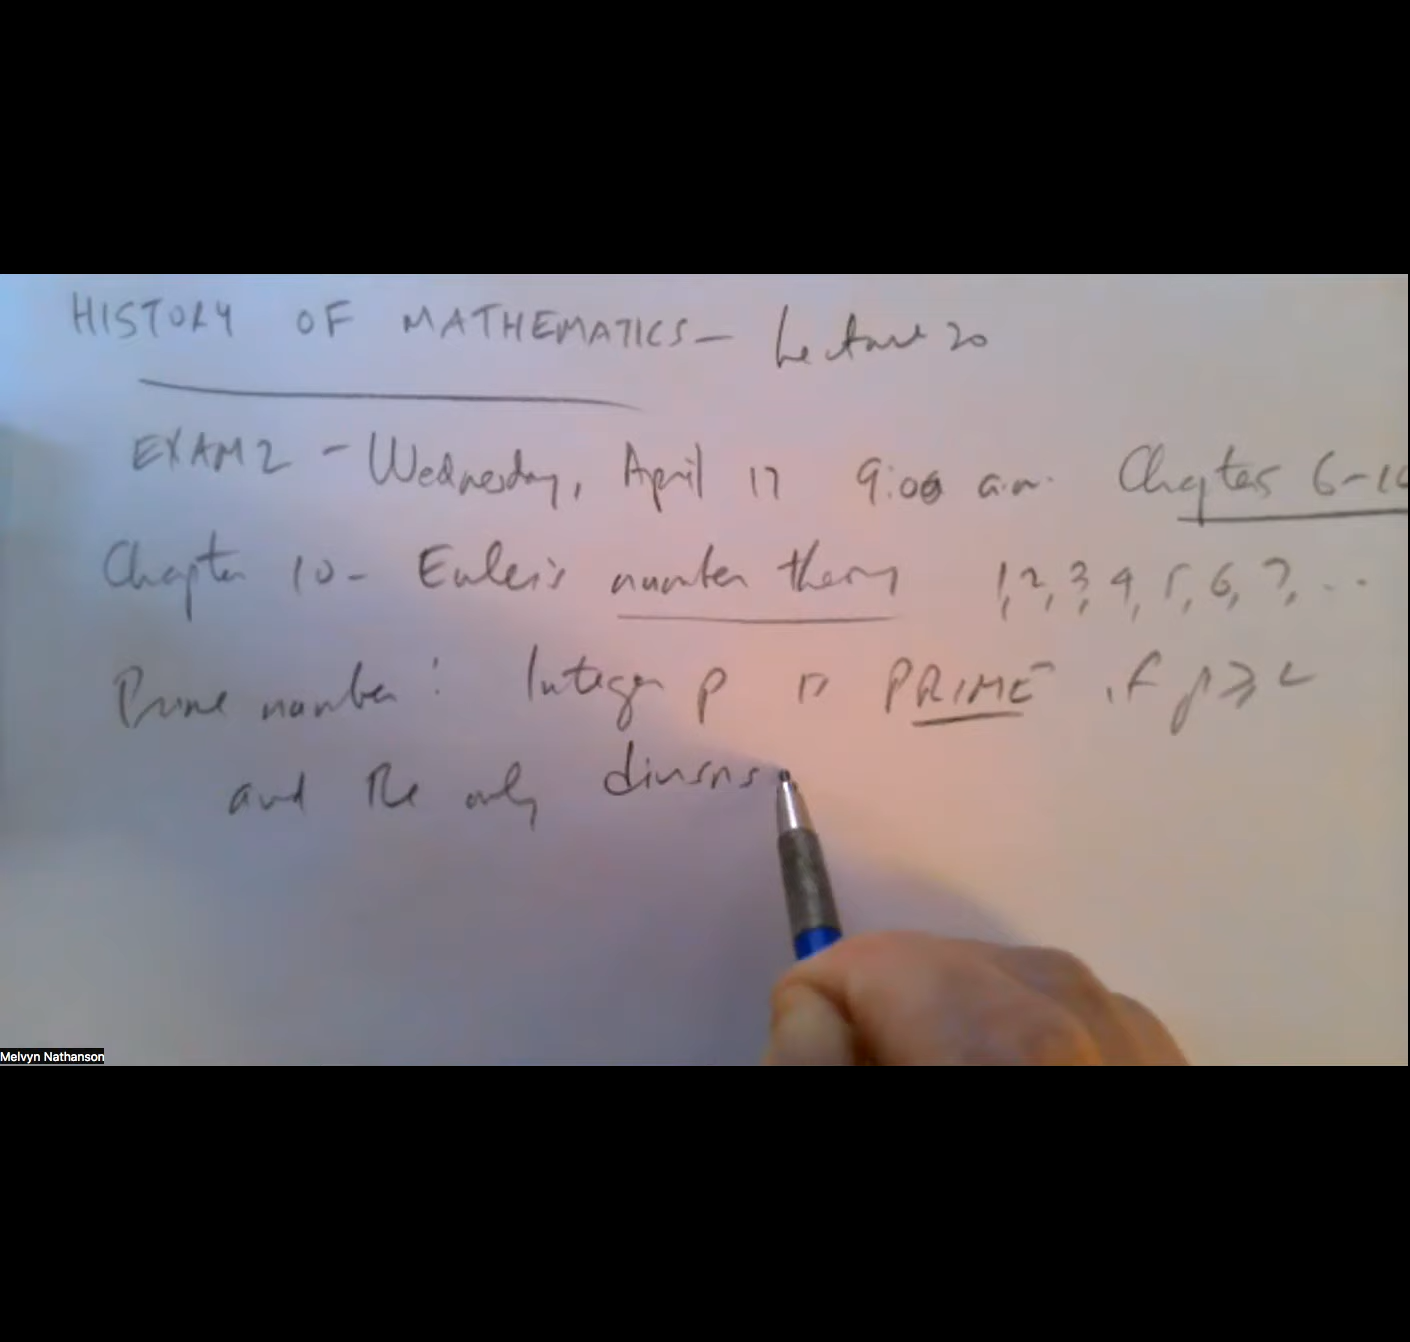 HISTORY OF MATHEMATICS - Lecture 20
EXAM 2 - Wednesday, April 17 9:00 a.m. Chapters 6-10
Chapter 10 - Euler's number theory 1, 2, 3, 4, 5, 6, 7, ...
Prime number: Integer p is PRIME if p ≥ 2
and the only divisors
Melvyn Nathanson